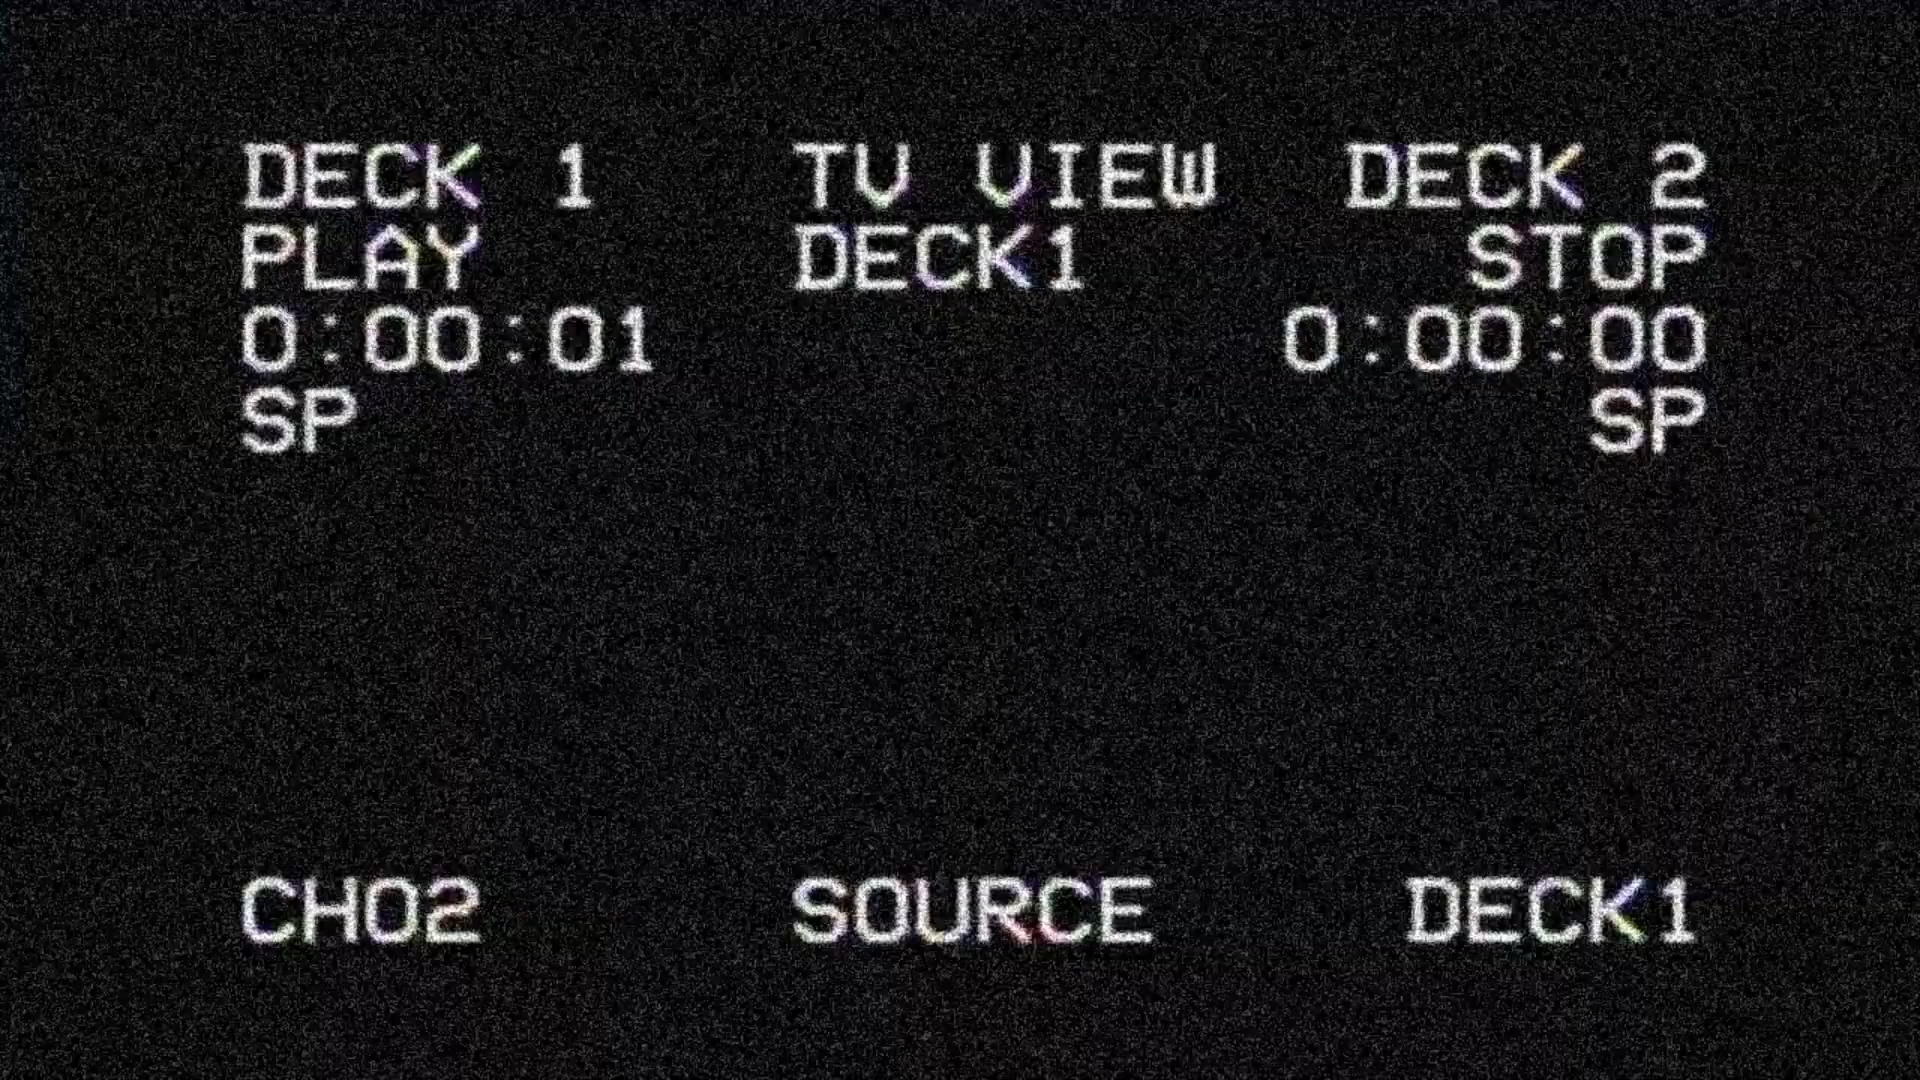 DECK 1 TV VIEW DECK 2
PLAY DECK1 STOP
0:00:01 0:00:00
SP SP
CH02 SOURCE DECK1